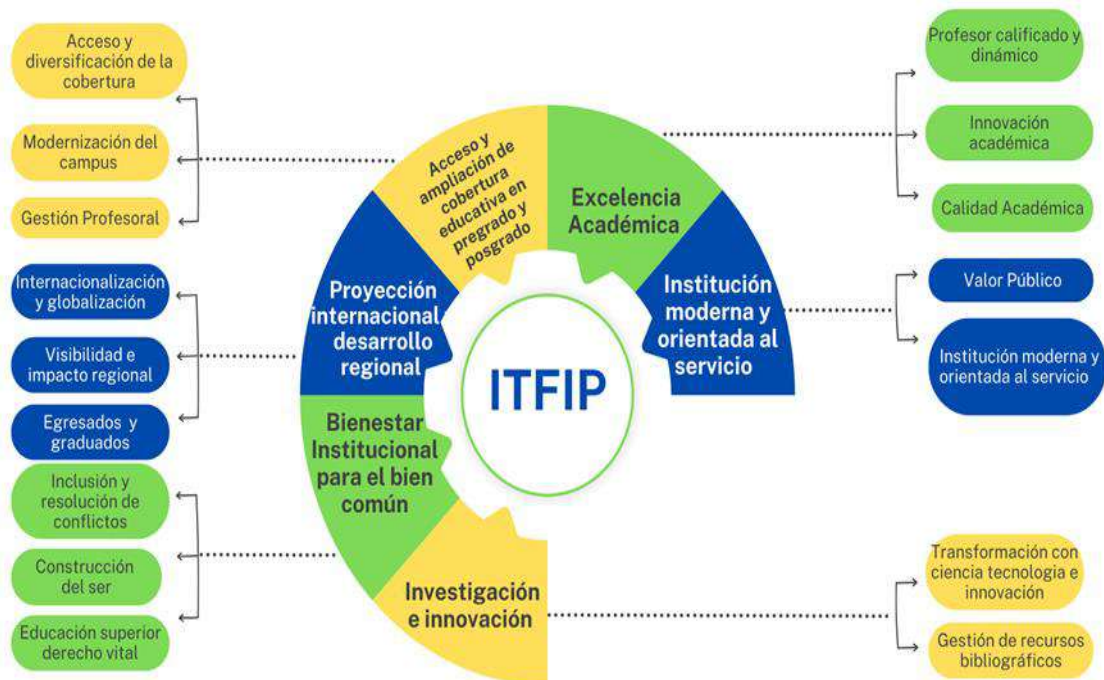 Acceso y
diversificación de la
cobertura
Modernización del
campus
Gestión Profesoral
Internacionalización
y globalización
Visibilidad e
impacto regional
Egresados y
graduados
Inclusión y
resolución de
conflictos
Construcción
del ser
Educación superior
derecho vital
Acceso y
ampliación de
cobertura
educativa en
pregrado y
posgrado
Excelencia
Académica
Proyección
internacional,
desarrollo
regional
Institución
moderna y
orientada al
servicio
ITFIP
Bienestar
Institucional
para el bien
común
Investigación
e innovación
Profesor calificado y
dinámico
Innovación
académica
Calidad Académica
Valor Público
Institución moderna y
orientada al servicio
Transformación con
ciencia tecnologia e
innovación
Gestión de recursos
bibliográficos